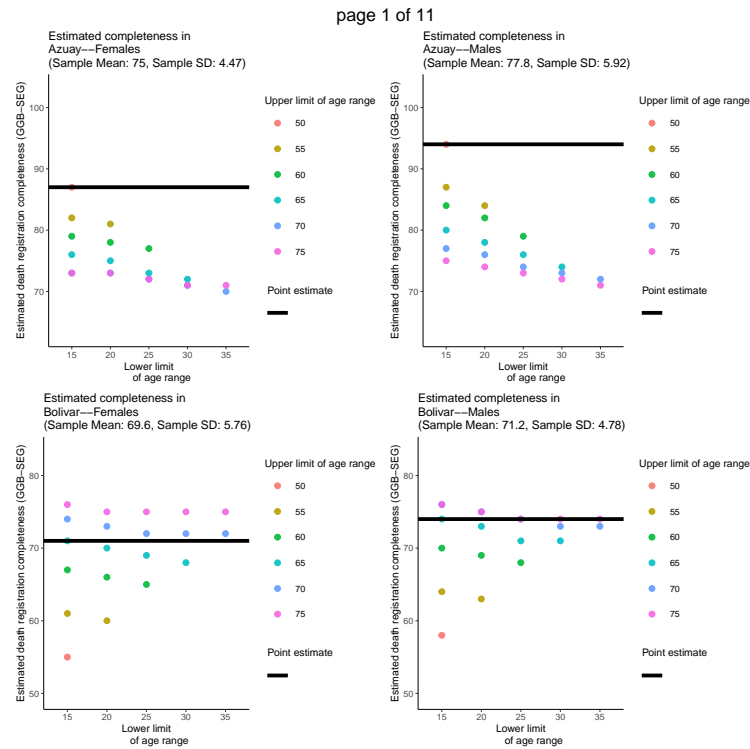 page 1 of 11
Estimated completeness in
Azuay−−Females
(Sample Mean: 75, Sample SD: 4.47)
Estimated death registration completeness (GGB−SEG)
100
90
80
70
15 20 25 30 35
Lower limit
of age range
Upper limit of age range
50
55
60
65
70
75
Point estimate
Estimated completeness in
Azuay−−Males
(Sample Mean: 77.8, Sample SD: 5.92)
Estimated death registration completeness (GGB−SEG)
100
90
80
70
15 20 25 30 35
Lower limit
of age range
Upper limit of age range
50
55
60
65
70
75
Point estimate
Estimated completeness in
Bolivar−−Females
(Sample Mean: 69.6, Sample SD: 5.76)
Estimated death registration completeness (GGB−SEG)
80
70
60
50
15 20 25 30 35
Lower limit
of age range
Upper limit of age range
50
55
60
65
70
75
Point estimate
Estimated completeness in
Bolivar−−Males
(Sample Mean: 71.2, Sample SD: 4.78)
Estimated death registration completeness (GGB−SEG)
80
70
60
50
15 20 25 30 35
Lower limit
of age range
Upper limit of age range
50
55
60
65
70
75
Point estimate